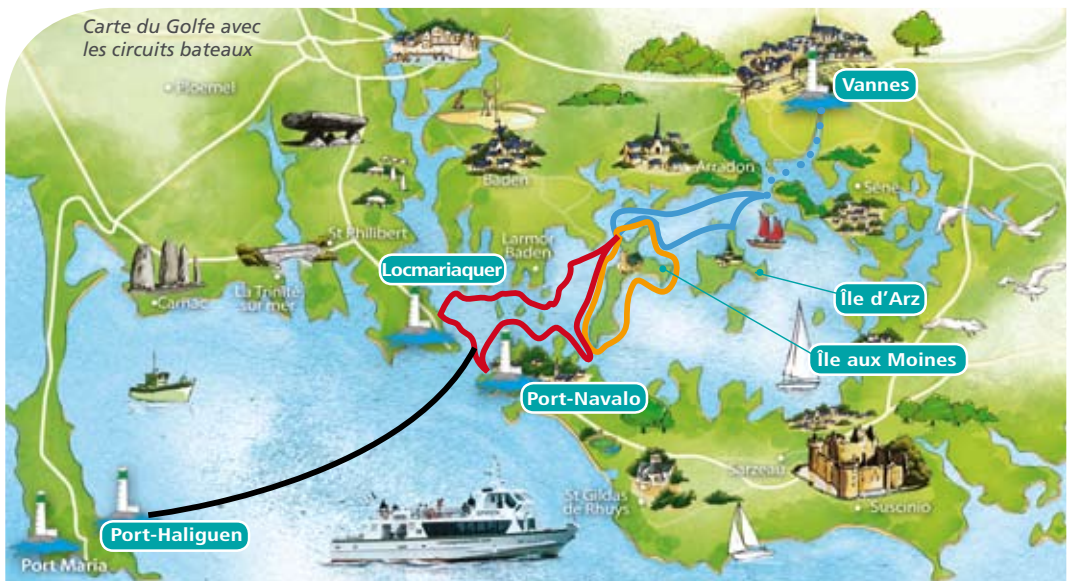 Carte du Golfe avec
les circuits bateaux
Vannes
Ploemel
Baden
Arradon
Séné
St Philibert
Larmor
Baden
Locmariaquer
Carnac
La Trinité
sur mer
Île d'Arz
Île aux Moines
Port-Navalo
Sarzeau
St Gildas
de Rhuys
Suscinio
Port-Haliguen
Port Maria